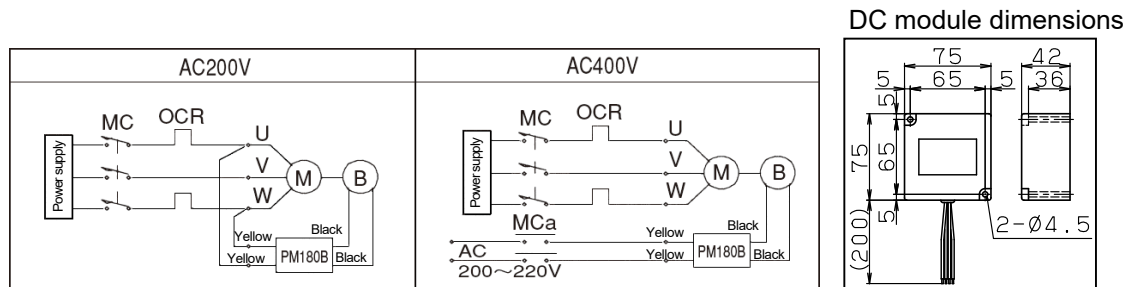 DC module dimensions
AC200V
MC
OCR
U
V
W
Power supply
M
B
Yellow
Yellow
PM180B
Black
Black
AC400V
MC
OCR
U
V
W
Power supply
M
B
MCa
AC
200～220V
Yellow
Yellow
PM180B
Black
Black
75
42
5
65
5
36
5
75
65
5
(200)
2-Ø4.5